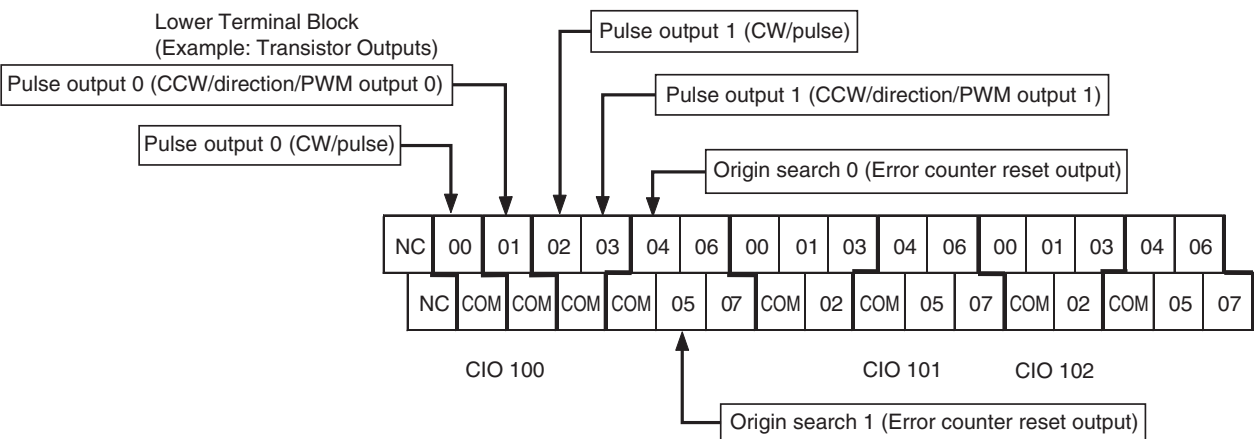 Lower Terminal Block
(Example: Transistor Outputs)
Pulse output 1 (CW/pulse)
Pulse output 0 (CCW/direction/PWM output 0)
Pulse output 1 (CCW/direction/PWM output 1)
Pulse output 0 (CW/pulse)
Origin search 0 (Error counter reset output)
NC 00 01 02 03 04 06 00 01 03 04 06 00 01 03 04 06
NC COM COM COM COM 05 07 COM 02 COM 05 07 COM 02 COM 05 07
CIO 100 CIO 101 CIO 102
Origin search 1 (Error counter reset output)